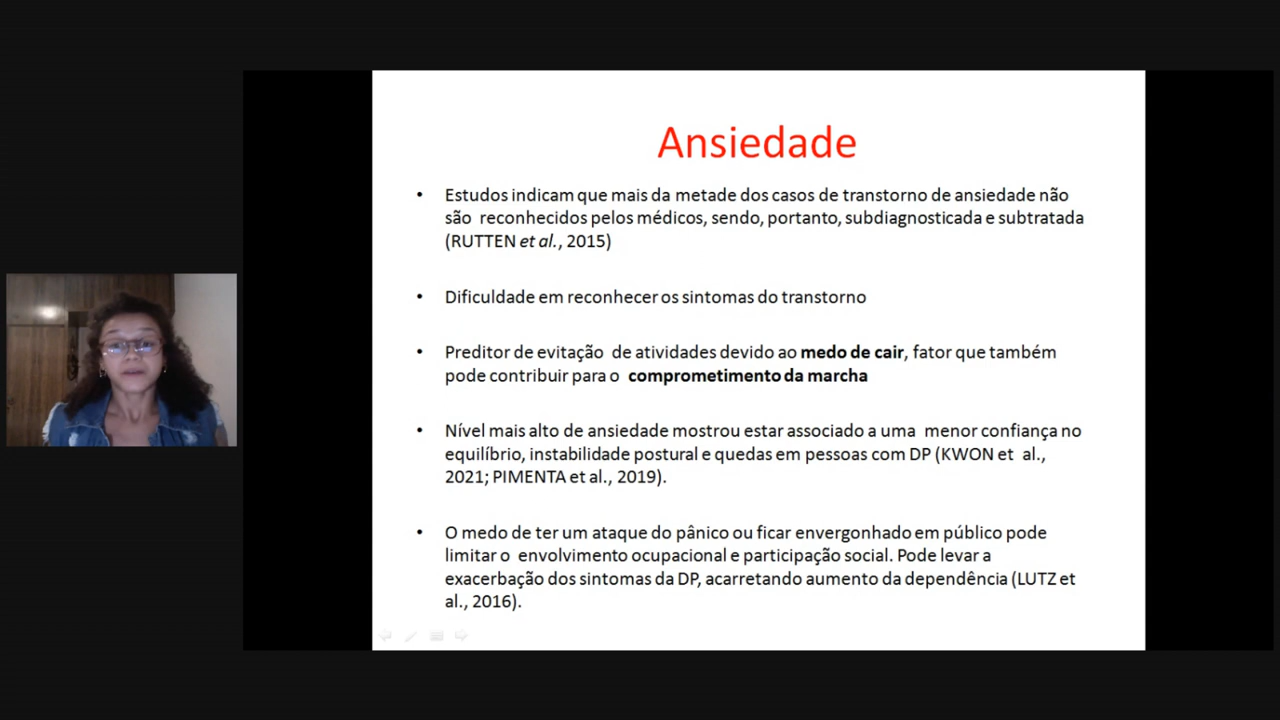 Ansiedade
• Estudos indicam que mais da metade dos casos de transtorno de ansiedade não
são reconhecidos pelos médicos, sendo, portanto, subdiagnosticada e subtratada
(RUTTEN et al., 2015)
• Dificuldade em reconhecer os sintomas do transtorno
• Preditor de evitação de atividades devido ao medo de cair, fator que também
pode contribuir para o comprometimento da marcha
• Nível mais alto de ansiedade mostrou estar associado a uma menor confiança no
equilíbrio, instabilidade postural e quedas em pessoas com DP (KWON et al.,
2021; PIMENTA et al., 2019).
• O medo de ter um ataque do pânico ou ficar envergonhado em público pode
limitar o envolvimento ocupacional e participação social. Pode levar a
exacerbação dos sintomas da DP, acarretando aumento da dependência (LUTZ et
al., 2016).